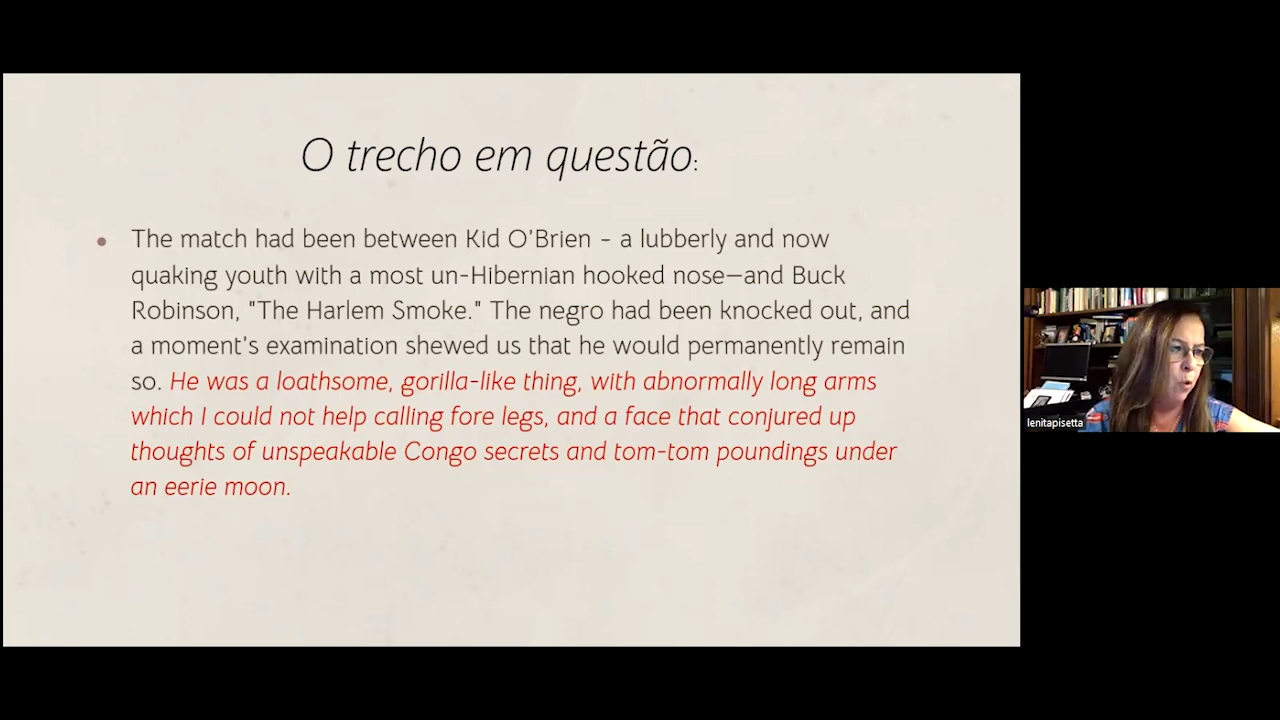 O trecho em questão:
• The match had been between Kid O'Brien - a lubberly and now
quaking youth with a most un-Hibernian hooked nose—and Buck
Robinson, "The Harlem Smoke." The negro had been knocked out, and
a moment's examination shewed us that he would permanently remain
so. He was a loathsome, gorilla-like thing, with abnormally long arms
which I could not help calling fore legs, and a face that conjured up
thoughts of unspeakable Congo secrets and tom-tom poundings under
an eerie moon.
lenitapisetta